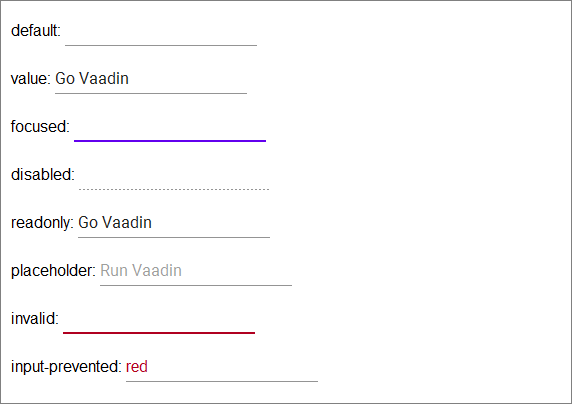 default:
value: Go Vaadin
focused:
disabled:
readonly: Go Vaadin
placeholder: Run Vaadin
invalid:
input-prevented: red